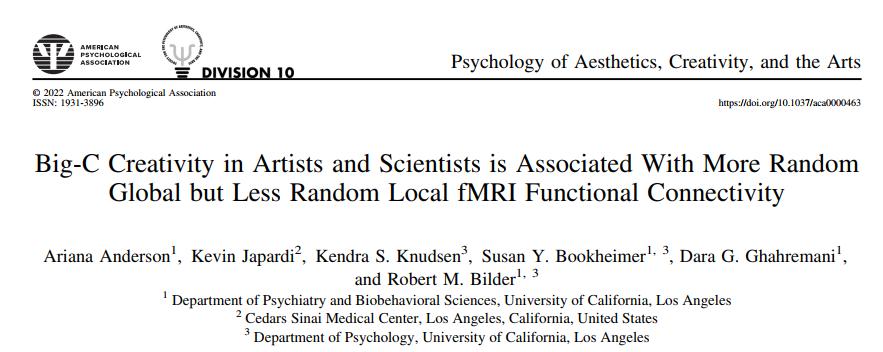 AMERICAN
PSYCHOLOGICAL
ASSOCIATION
DIVISION 10
Psychology of Aesthetics, Creativity, and the Arts
© 2022 American Psychological Association
ISSN: 1931-3896
https://doi.org/10.1037/aca0000463
Big-C Creativity in Artists and Scientists is Associated With More Random
Global but Less Random Local fMRI Functional Connectivity
Ariana Anderson1, Kevin Japardi2, Kendra S. Knudsen3, Susan Y. Bookheimer1, 3, Dara G. Ghahremani1,
and Robert M. Bilder1, 3
1 Department of Psychiatry and Biobehavioral Sciences, University of California, Los Angeles
2 Cedars Sinai Medical Center, Los Angeles, California, United States
3 Department of Psychology, University of California, Los Angeles